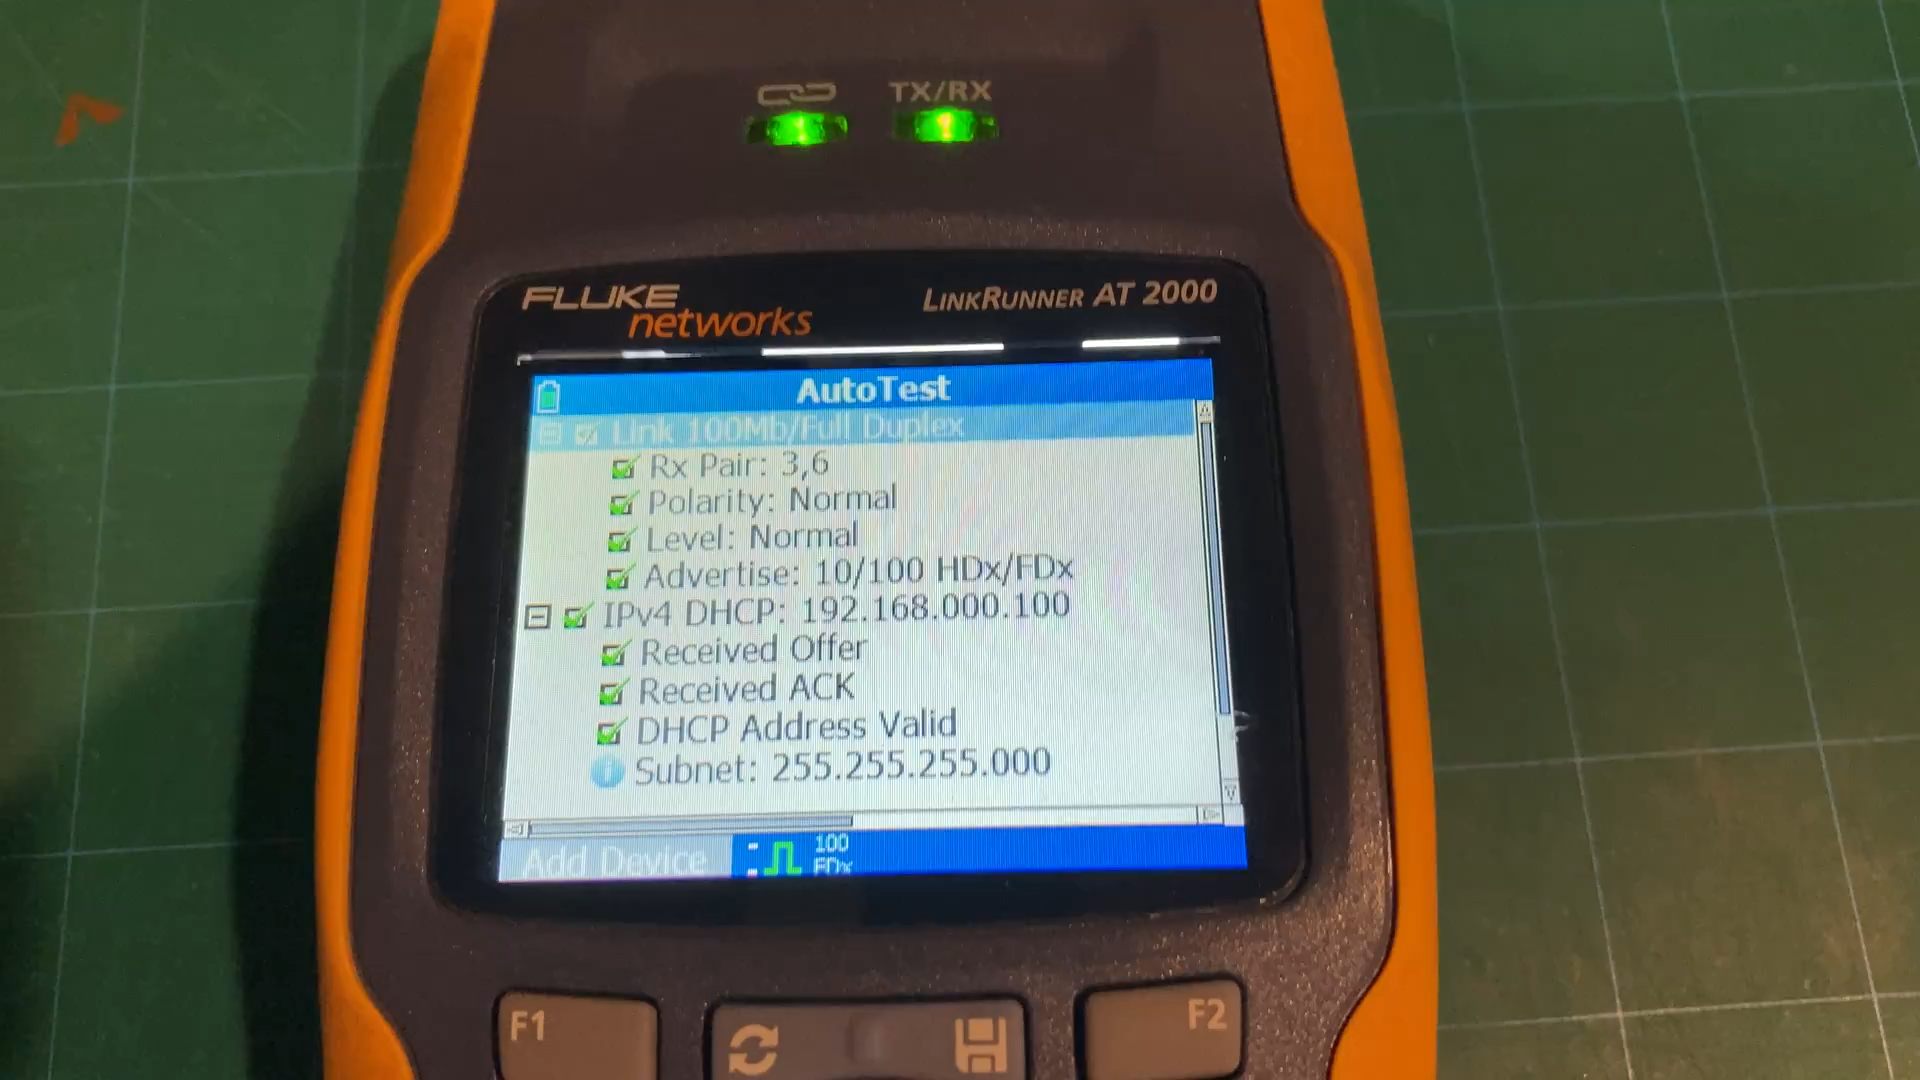 TX/RX
FLUKE
networks
LINKRUNNER AT 2000
AutoTest
Link 100Mb/Full Duplex
Rx Pair: 3,6
Polarity: Normal
Level: Normal
Advertise: 10/100 HDx/FDx
IPv4 DHCP: 192.168.000.100
Received Offer
Received ACK
DHCP Address Valid
Subnet: 255.255.255.000
Add Device
100
FDx
F1
F2